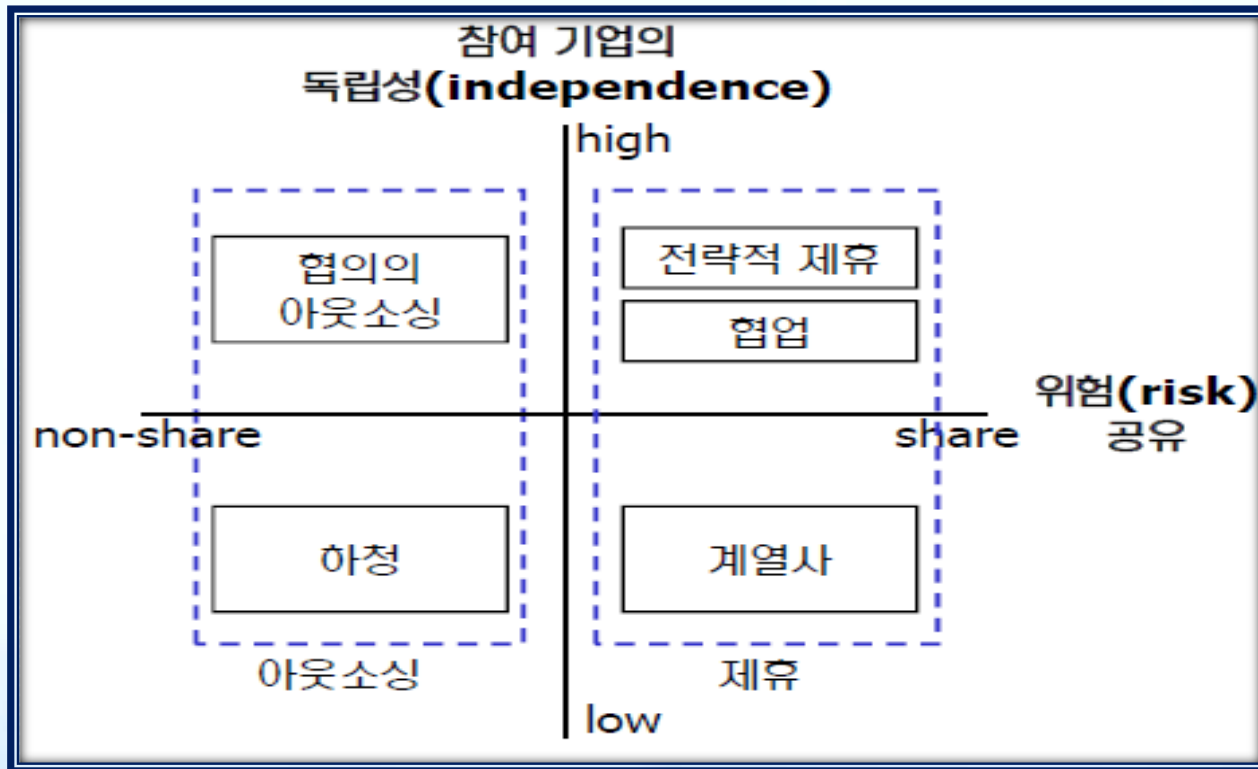 참여 기업의
독립성(independence)
high
협의의
아웃소싱
전략적 제휴
협업
위험(risk)
non-share
share
공유
하청
계열사
아웃소싱
제휴
low